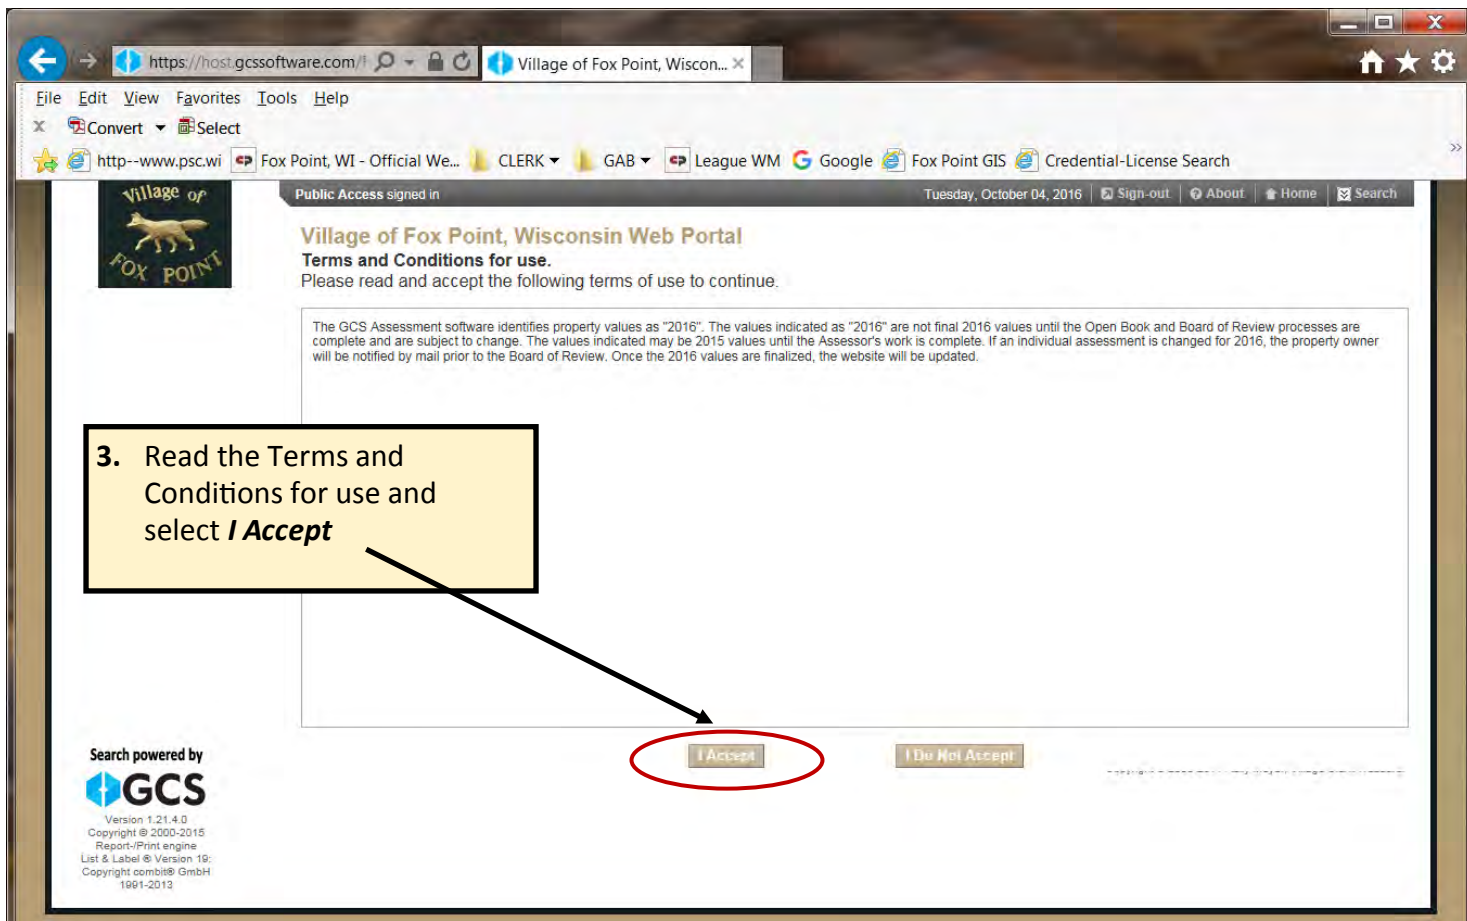 https://host.gcssoftware.com/
Village of Fox Point, Wiscon...
File Edit View Favorites Tools Help
x Convert Select
http--www.psc.wi Fox Point, WI - Official We... CLERK GAB League WM Google Fox Point GIS Credential-License Search
Village of
FOX POINT
Public Access signed in Tuesday, October 04, 2016 Sign-out About Home Search
Village of Fox Point, Wisconsin Web Portal
Terms and Conditions for use.
Please read and accept the following terms of use to continue.
The GCS Assessment software identifies property values as "2016". The values indicated as "2016" are not final 2016 values until the Open Book and Board of Review processes are
complete and are subject to change. The values indicated may be 2015 values until the Assessor's work is complete. If an individual assessment is changed for 2016, the property owner
will be notified by mail prior to the Board of Review. Once the 2016 values are finalized, the website will be updated.
3. Read the Terms and
Conditions for use and
select I Accept
I Accept I Do Not Accept
Search powered by
GCS
Version 1.21.4.0
Copyright © 2000-2015
Report-/Print engine
List & Label ® Version 19:
Copyright combit® GmbH
1991-2013